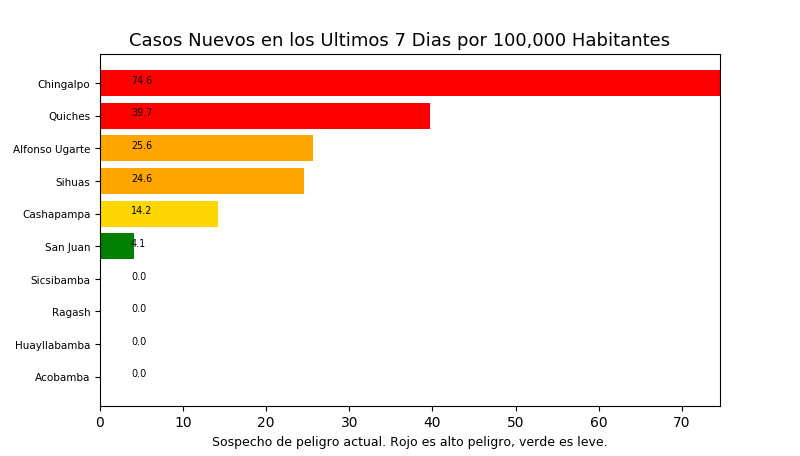 Casos Nuevos en los Ultimos 7 Dias por 100,000 Habitantes
Chingalpo 74.6
Quiches 39.7
Alfonso Ugarte 25.6
Sihuas 24.6
Cashapampa 14.2
San Juan 4.1
Sicsibamba 0.0
Ragash 0.0
Huayllabamba 0.0
Acobamba 0.0
0 10 20 30 40 50 60 70
Sospecho de peligro actual. Rojo es alto peligro, verde es leve.